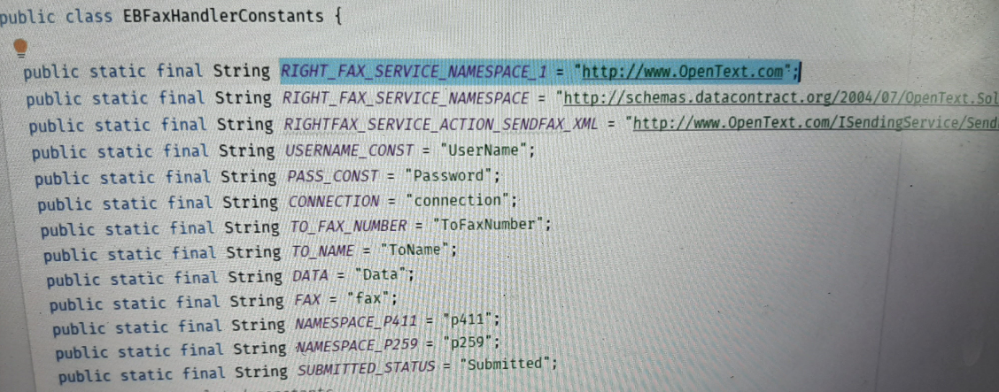 public class EBFaxHandlerConstants {
public static final String RIGHT_FAX_SERVICE_NAMESPACE_1 = "http://www.OpenText.com";
public static final String RIGHT_FAX_SERVICE_NAMESPACE = "http://schemas.datacontract.org/2004/07/OpenText.Sol
public static final String RIGHTFAX_SERVICE_ACTION_SENDFAX_XML = "http://www.OpenText.com/ISendingService/Send
public static final String USERNAME_CONST = "UserName";
public static final String PASS_CONST = "Password";
public static final String CONNECTION = "connection";
public static final String TO_FAX_NUMBER = "ToFaxNumber";
public static final String TO_NAME = "ToName";
public static final String DATA = "Data";
public static final String FAX = "fax";
public static final String NAMESPACE_P411 = "p411";
public static final String NAMESPACE_P259 = "p259";
public static final String SUBMITTED_STATUS = "Submitted";